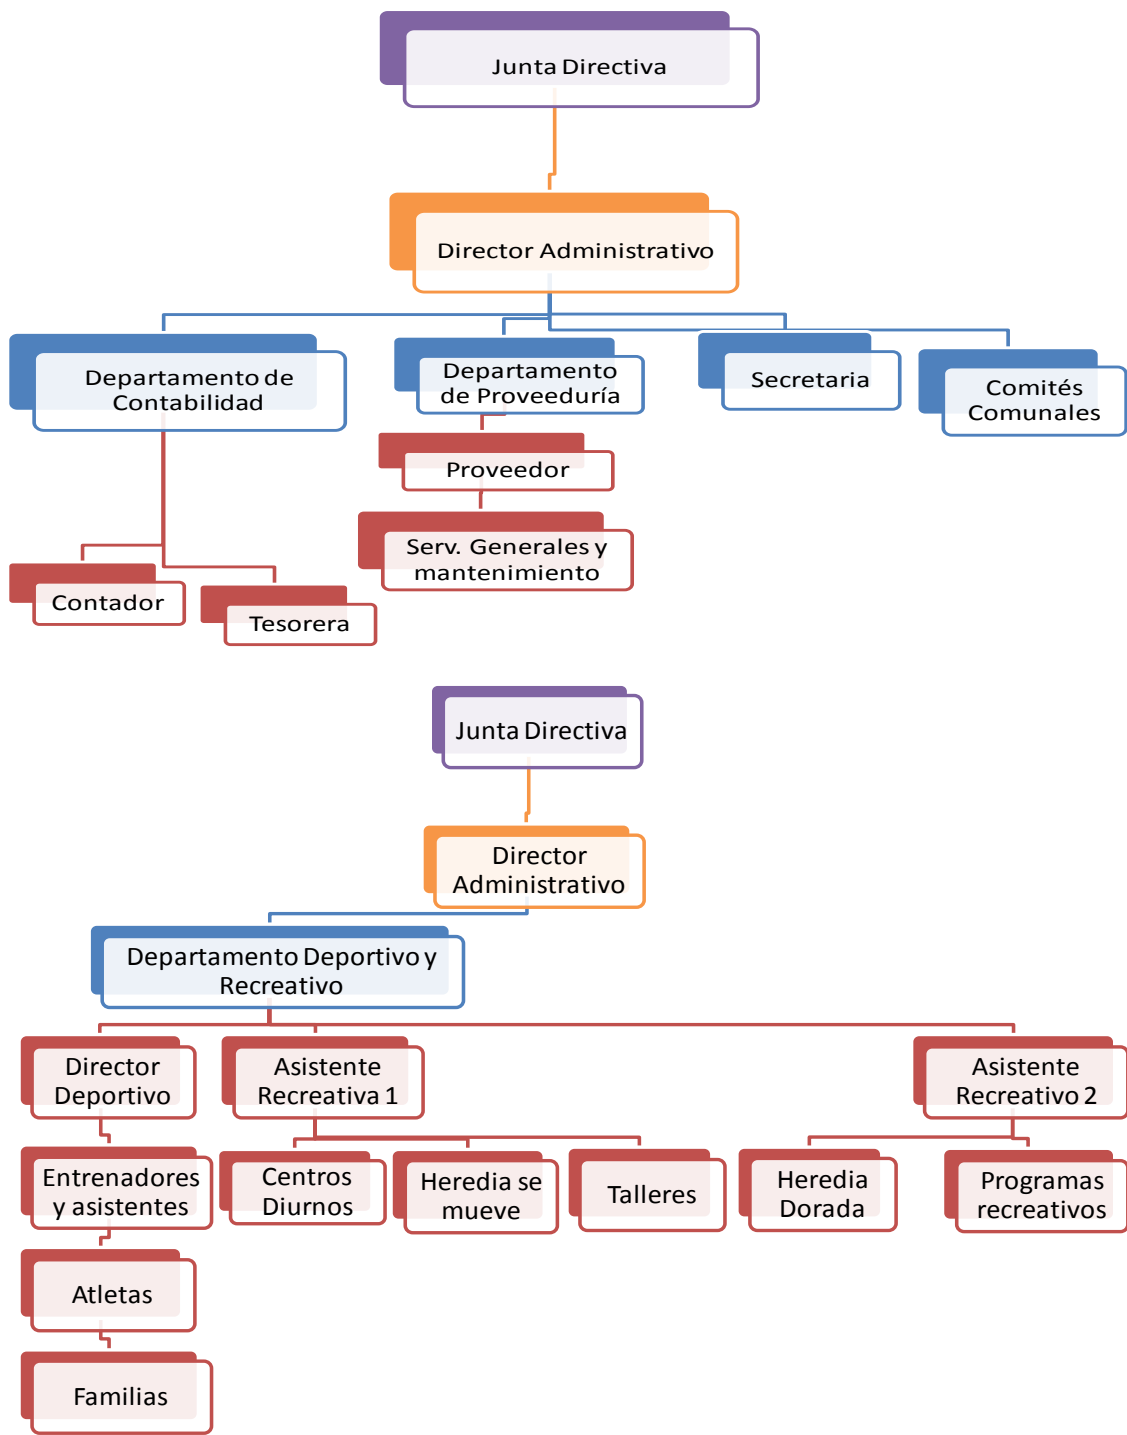 Junta Directiva
Director Administrativo
Departamento de
Contabilidad
Departamento
de Proveeduría
Secretaria
Comités
Comunales
Proveedor
Serv. Generales y
mantenimiento
Contador
Tesorera
Junta Directiva
Director
Administrativo
Departamento Deportivo y
Recreativo
Director
Deportivo
Asistente
Recreativa 1
Asistente
Recreativo 2
Entrenadores
y asistentes
Centros
Diurnos
Heredia se
mueve
Talleres
Heredia
Dorada
Programas
recreativos
Atletas
Familias